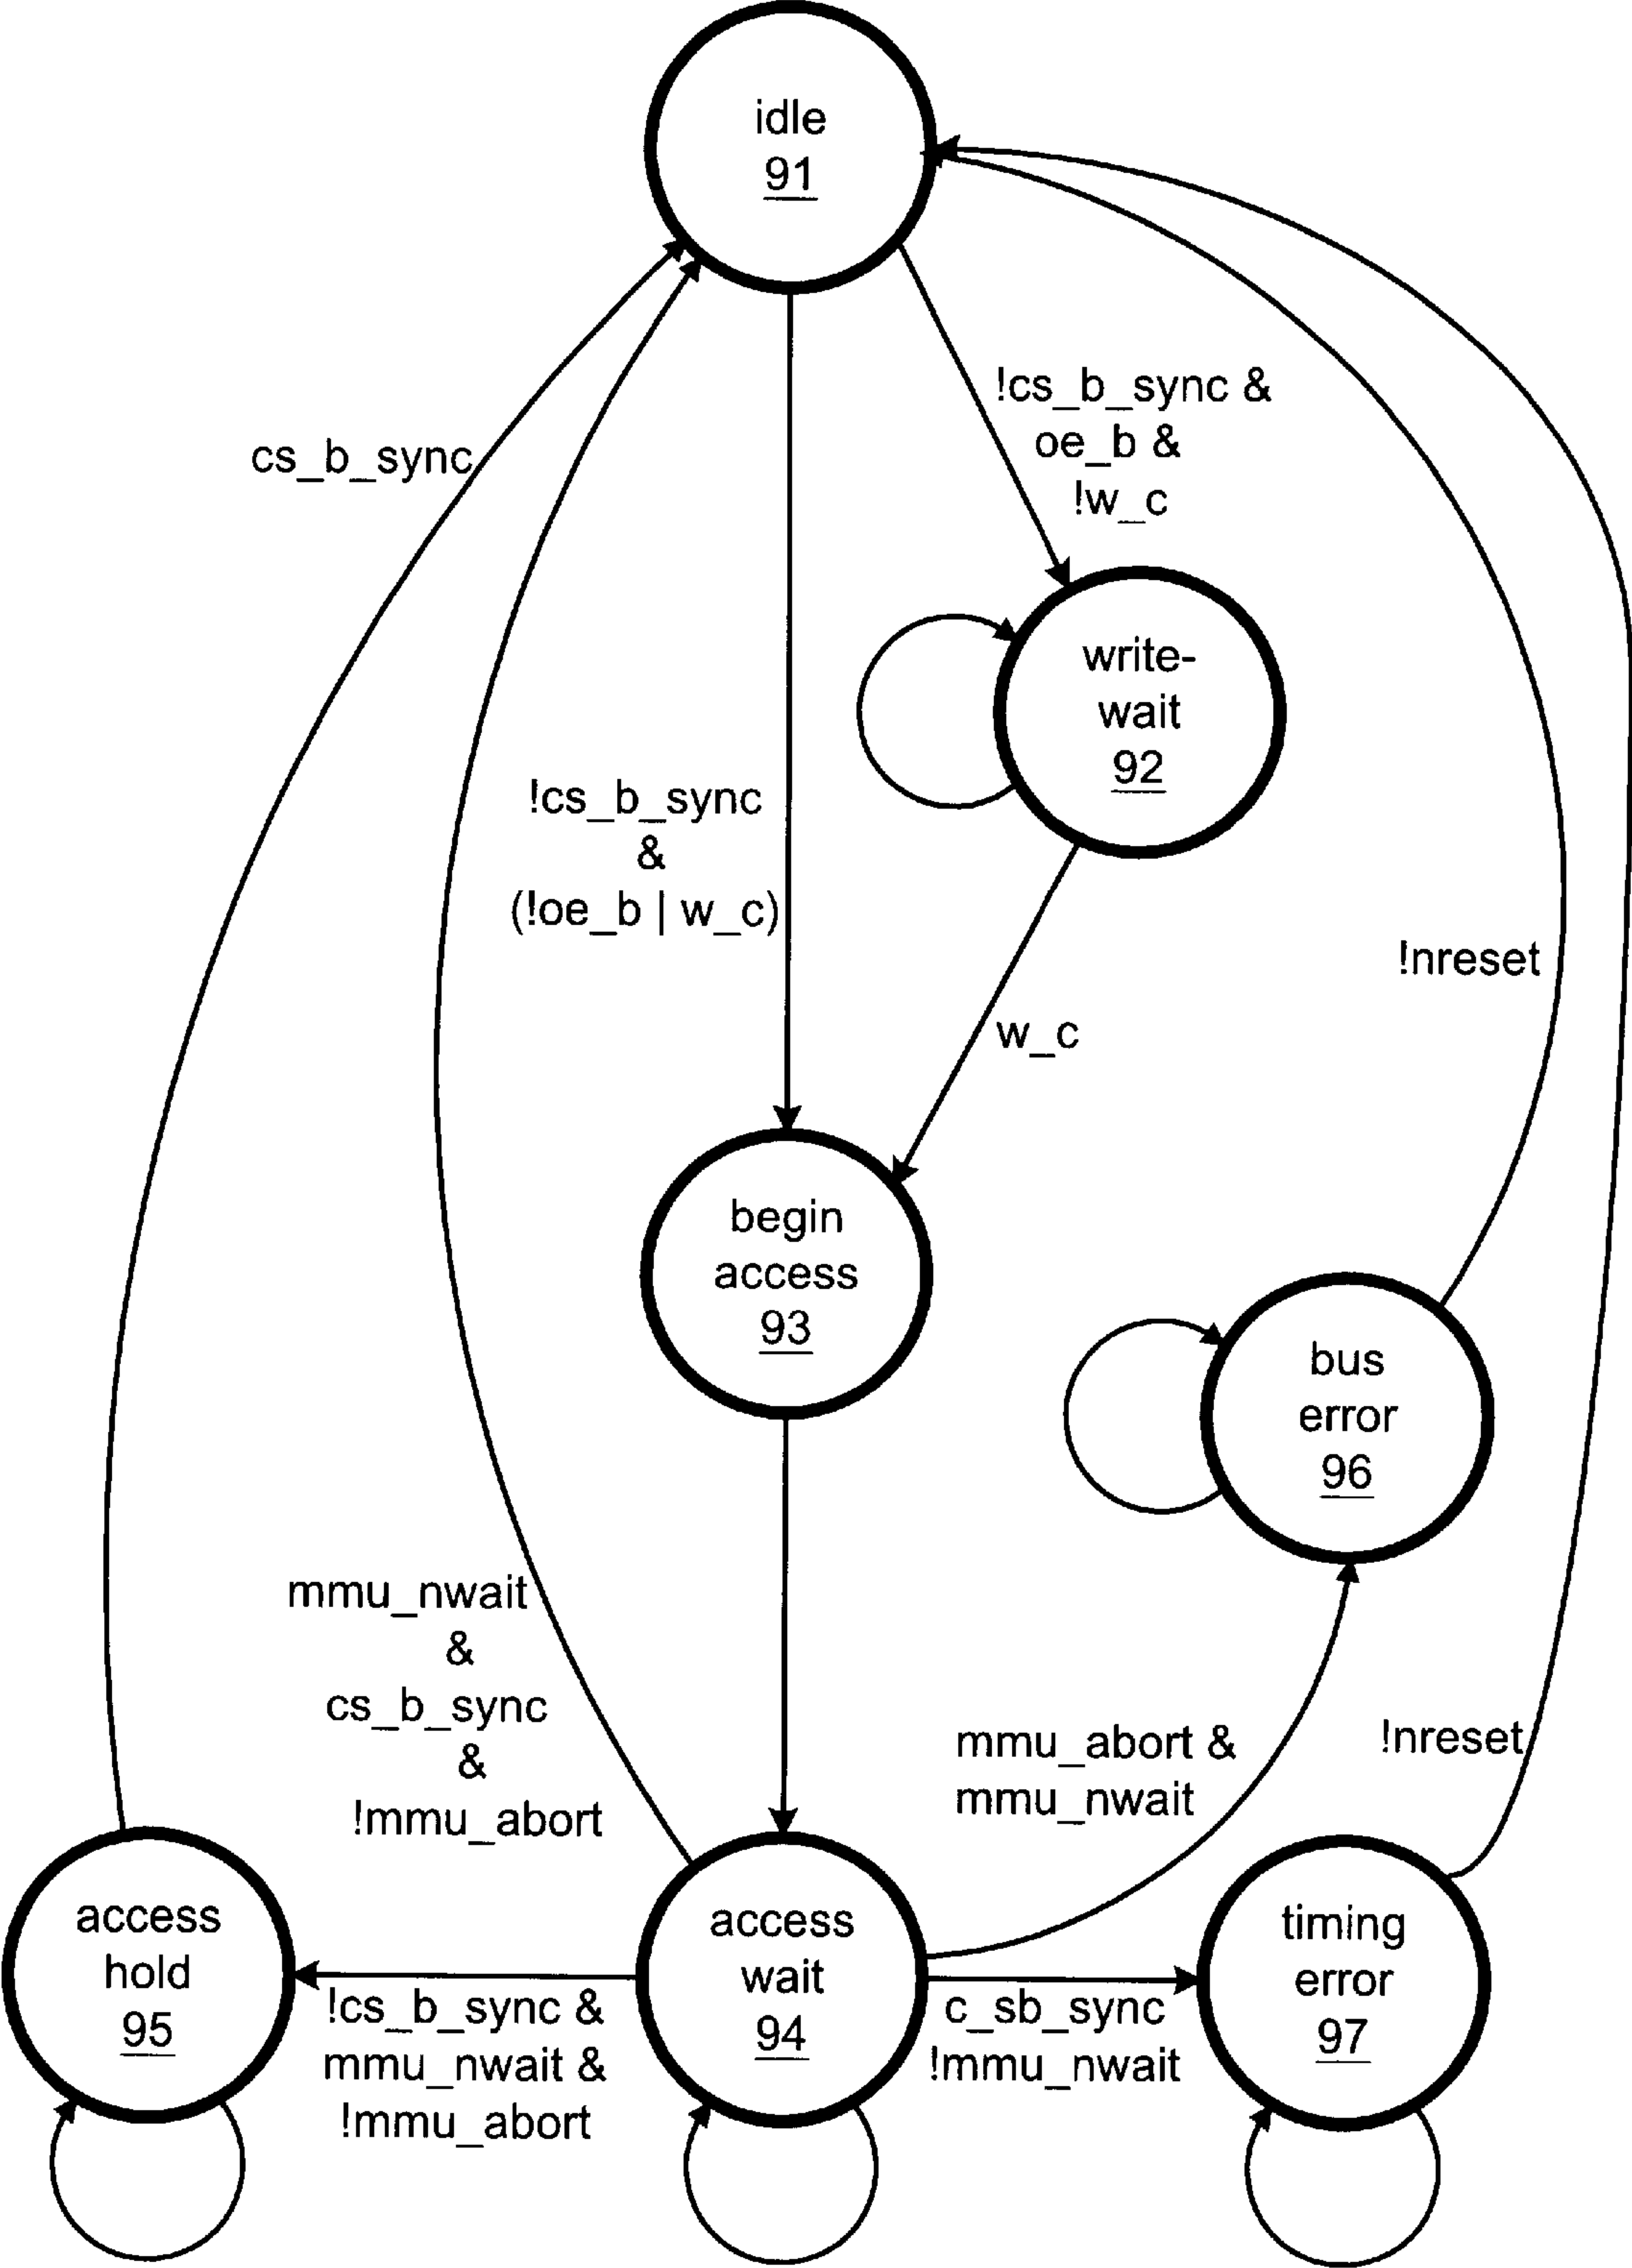 idle
91
!cs_b_sync &
oe_b &
!w_c
cs_b_sync
write-
wait
92
!cs_b_sync
&
(!oe_b | w_c)
!nreset
w_c
begin
access
93
bus
error
96
mmu_nwait
&
cs_b_sync
&
!mmu_abort
mmu_abort &
mmu_nwait
!nreset
access
hold
95
!cs_b_sync &
mmu_nwait &
!mmu_abort
access
wait
94
c_sb_sync
!mmu_nwait
timing
error
97